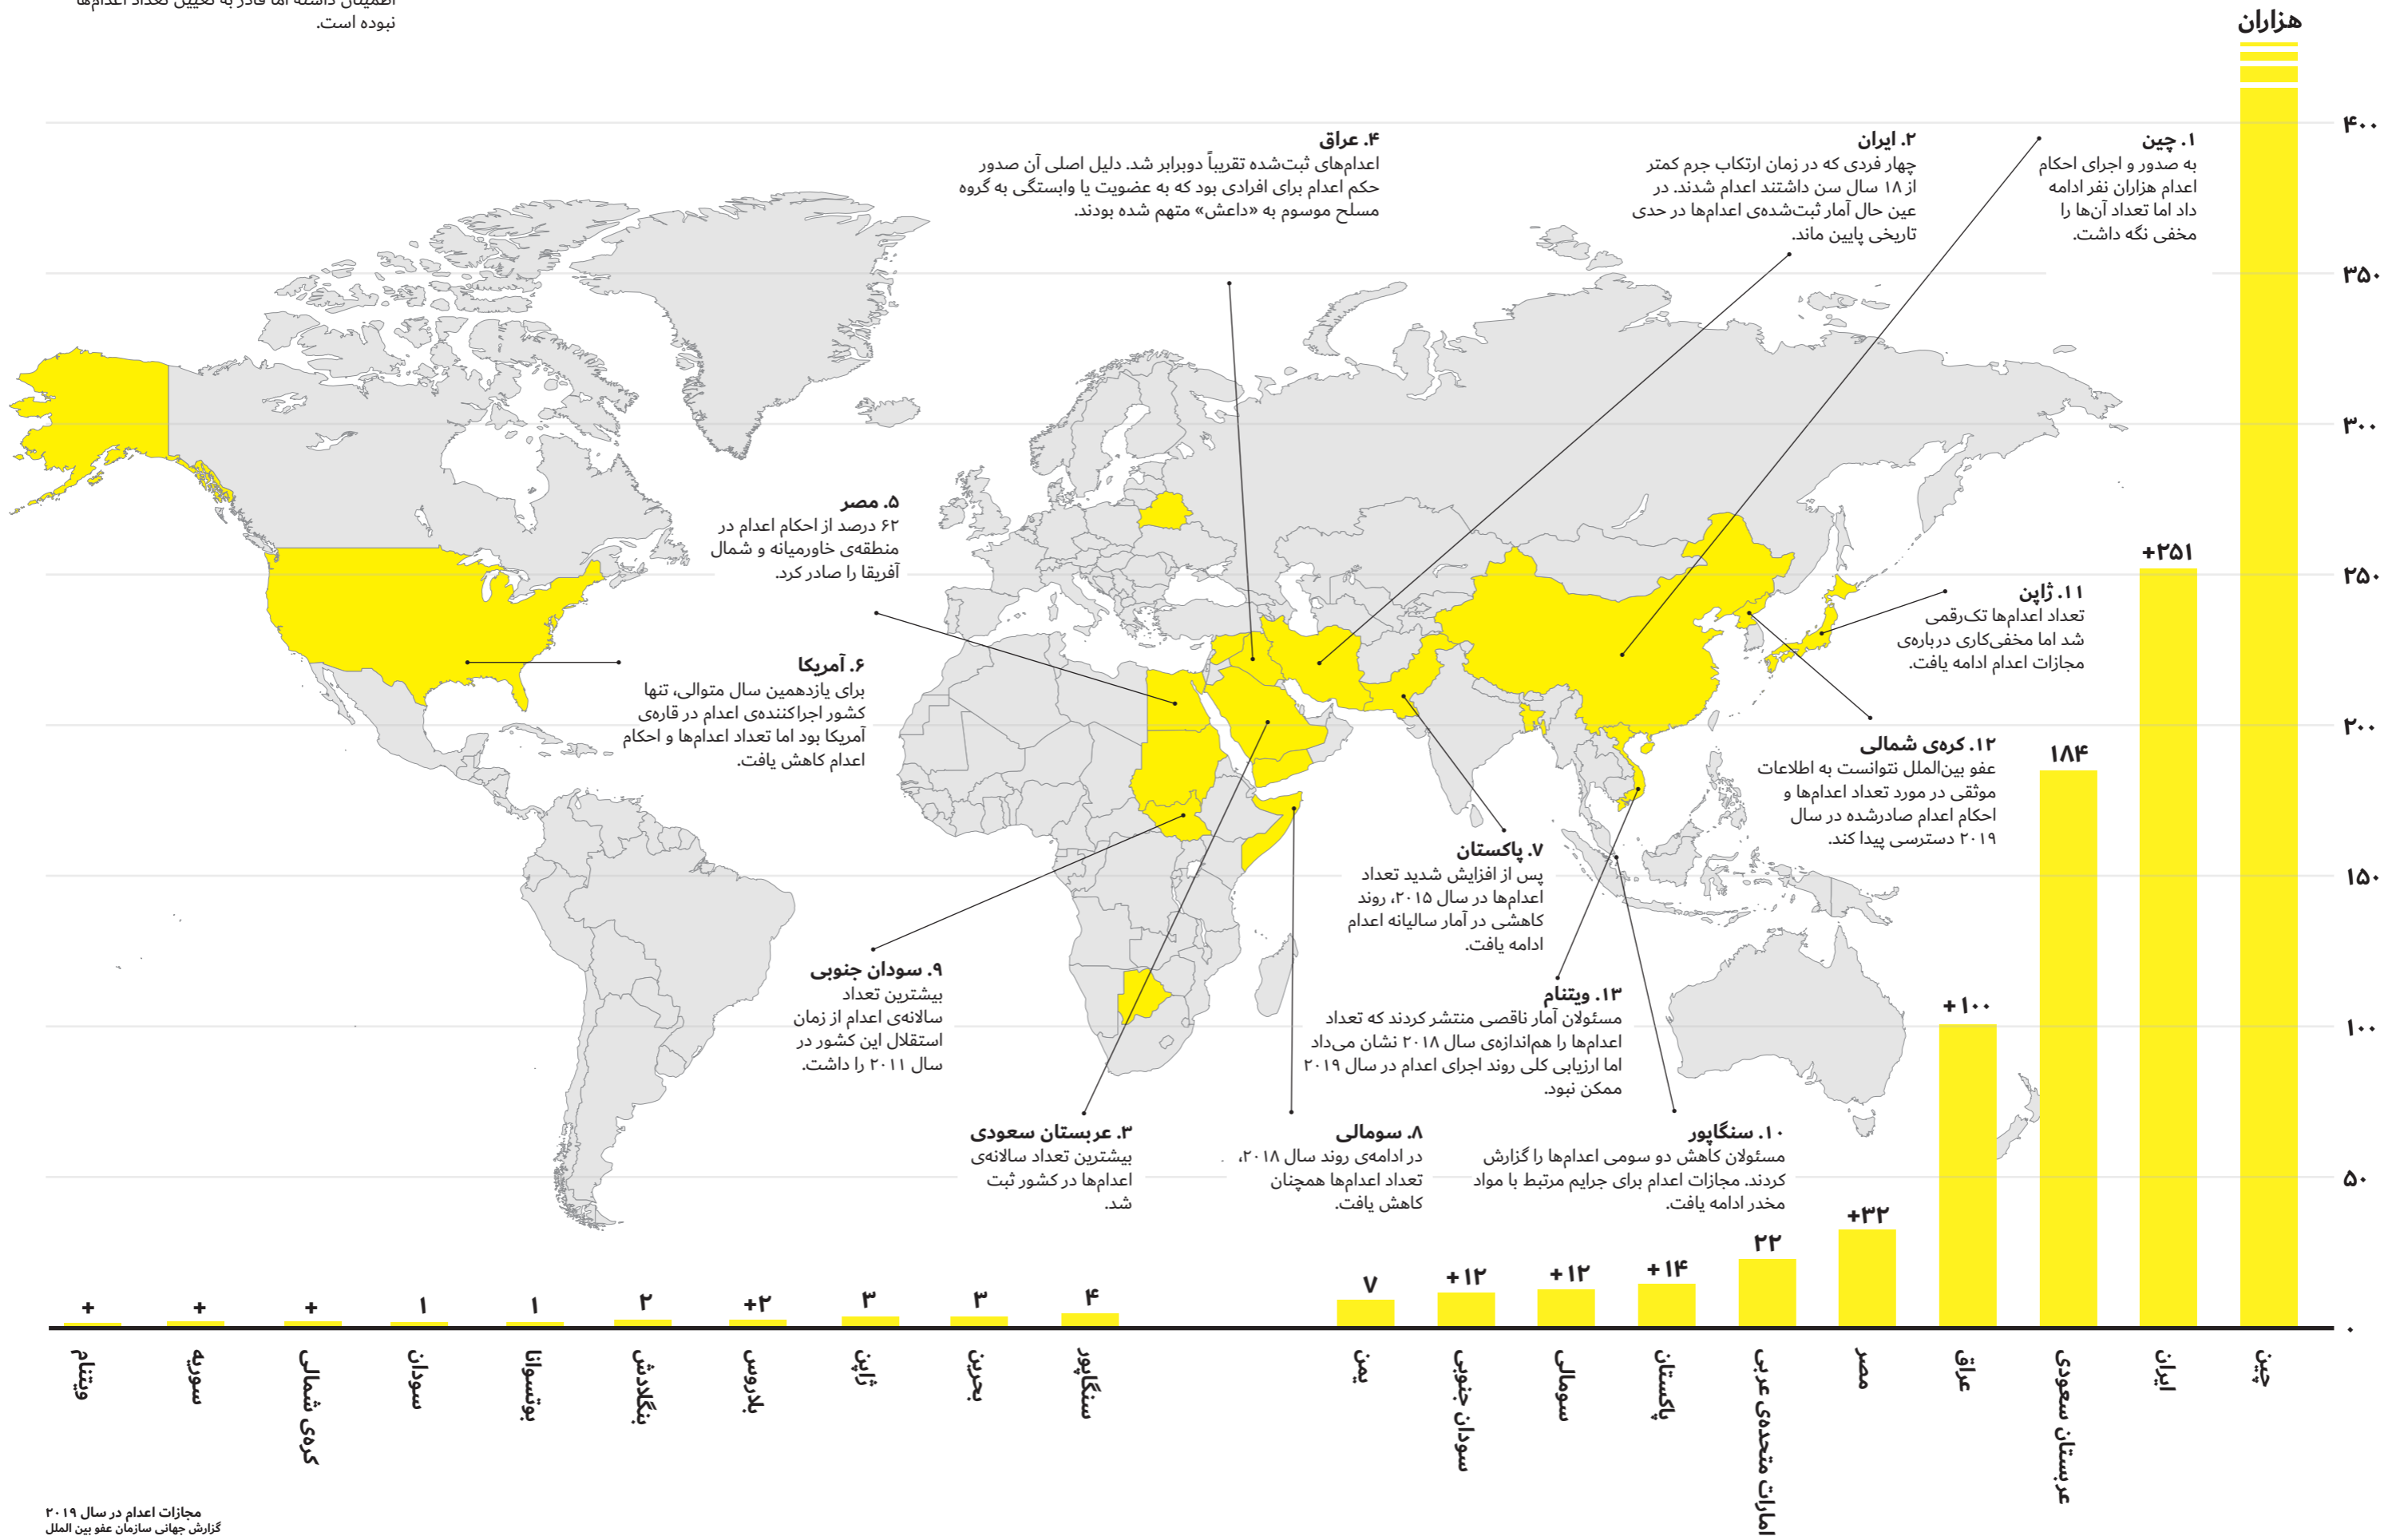 اطمینان داشته اما قادر به تعیین تعداد اعدام‌ها
نبوده است.
هزاران
۴۰۰
۳۵۰
۳۰۰
۲۵۰
۲۰۰
۱۵۰
۱۰۰
۵۰
۰
۱. چین
به صدور و اجرای احکام
اعدام هزاران نفر ادامه
داد اما تعداد آن‌ها را
مخفی نگه داشت.
۲. ایران
چهار فردی که در زمان ارتکاب جرم کمتر
از ۱۸ سال سن داشتند اعدام شدند. در
عین حال آمار ثبت‌شده‌ی اعدام‌ها در حدی
تاریخی پایین ماند.
۴. عراق
اعدام‌های ثبت‌شده تقریباً دوبرابر شد. دلیل اصلی آن صدور
حکم اعدام برای افرادی بود که به عضویت یا وابستگی به گروه
مسلح موسوم به «داعش» متهم شده بودند.
۵. مصر
۶۲ درصد از احکام اعدام در
منطقه‌ی خاورمیانه و شمال
آفریقا را صادر کرد.
۱۱. ژاپن
تعداد اعدام‌ها تک‌رقمی
شد اما مخفی‌کاری درباره‌ی
مجازات اعدام ادامه یافت.
۶. آمریکا
برای یازدهمین سال متوالی، تنها
کشور اجراکننده‌ی اعدام در قاره‌ی
آمریکا بود اما تعداد اعدام‌ها و احکام
اعدام کاهش یافت.
۱۲. کره‌ی شمالی
عفو بین‌الملل نتوانست به اطلاعات
موثقی در مورد تعداد اعدام‌ها و
احکام اعدام صادرشده در سال
۲۰۱۹ دسترسی پیدا کند.
۷. پاکستان
پس از افزایش شدید تعداد
اعدام‌ها در سال ۲۰۱۵، روند
کاهشی در آمار سالیانه اعدام
ادامه یافت.
۹. سودان جنوبی
بیشترین تعداد
سالانه‌ی اعدام از زمان
استقلال این کشور در
سال ۲۰۱۱ را داشت.
۱۳. ویتنام
مسئولان آمار ناقصی منتشر کردند که تعداد
اعدام‌ها را هم‌اندازه‌ی سال ۲۰۱۸ نشان می‌داد
اما ارزیابی کلی روند اجرای اعدام در سال ۲۰۱۹
ممکن نبود.
۱۰. سنگاپور
مسئولان کاهش دو سومی اعدام‌ها را گزارش
کردند. مجازات اعدام برای جرایم مرتبط با مواد
مخدر ادامه یافت.
۸. سومالی
در ادامه‌ی روند سال ۲۰۱۸،
تعداد اعدام‌ها همچنان
کاهش یافت.
۳. عربستان سعودی
بیشترین تعداد سالانه‌ی
اعدام‌ها در کشور ثبت
شد.
+۲۵۱
۱۸۴
+۱۰۰
+۳۲
۲۲
+۱۴
+۱۲
+۱۲
۷
۴
۳
۳
+۲
۲
۱
۱
+
+
+
چین
ایران
عربستان سعودی
عراق
مصر
امارات متحده‌ی عربی
پاکستان
سومالی
سودان جنوبی
یمن
سنگاپور
بحرین
ژاپن
بلاروس
بنگلادش
بوتسوانا
سودان
کره‌ی شمالی
سوریه
ویتنام
مجازات اعدام در سال ۲۰۱۹
گزارش جهانی سازمان عفو بین الملل